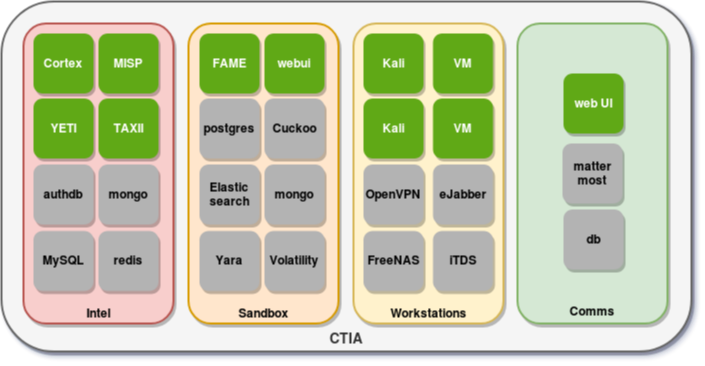 Cortex MISP
YETI TAXII
authdb mongo
MySQL redis
Intel
FAME webui
postgres Cuckoo
Elastic
search
mongo
Yara Volatility
Sandbox
Kali VM
Kali VM
OpenVPN eJabber
FreeNAS iTDS
Workstations
web UI
matter
most
db
Comms
CTIA